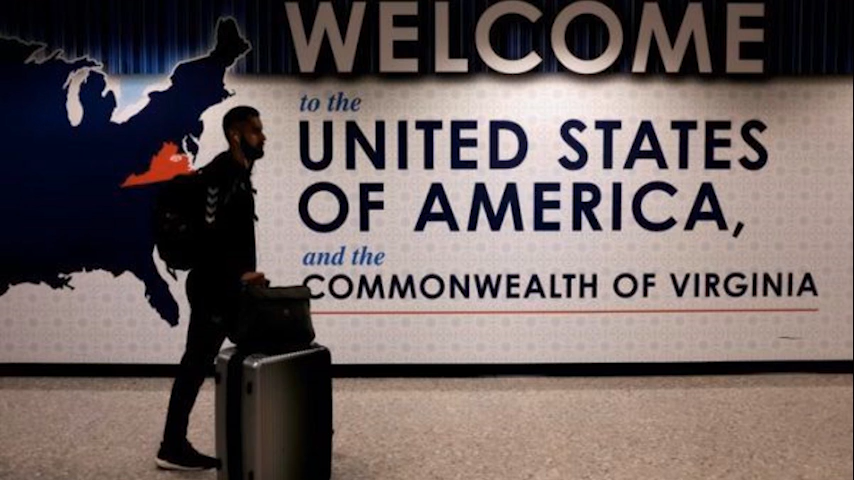 WELCOME
to the
UNITED STATES
OF AMERICA,
and the
COMMONWEALTH OF VIRGINIA